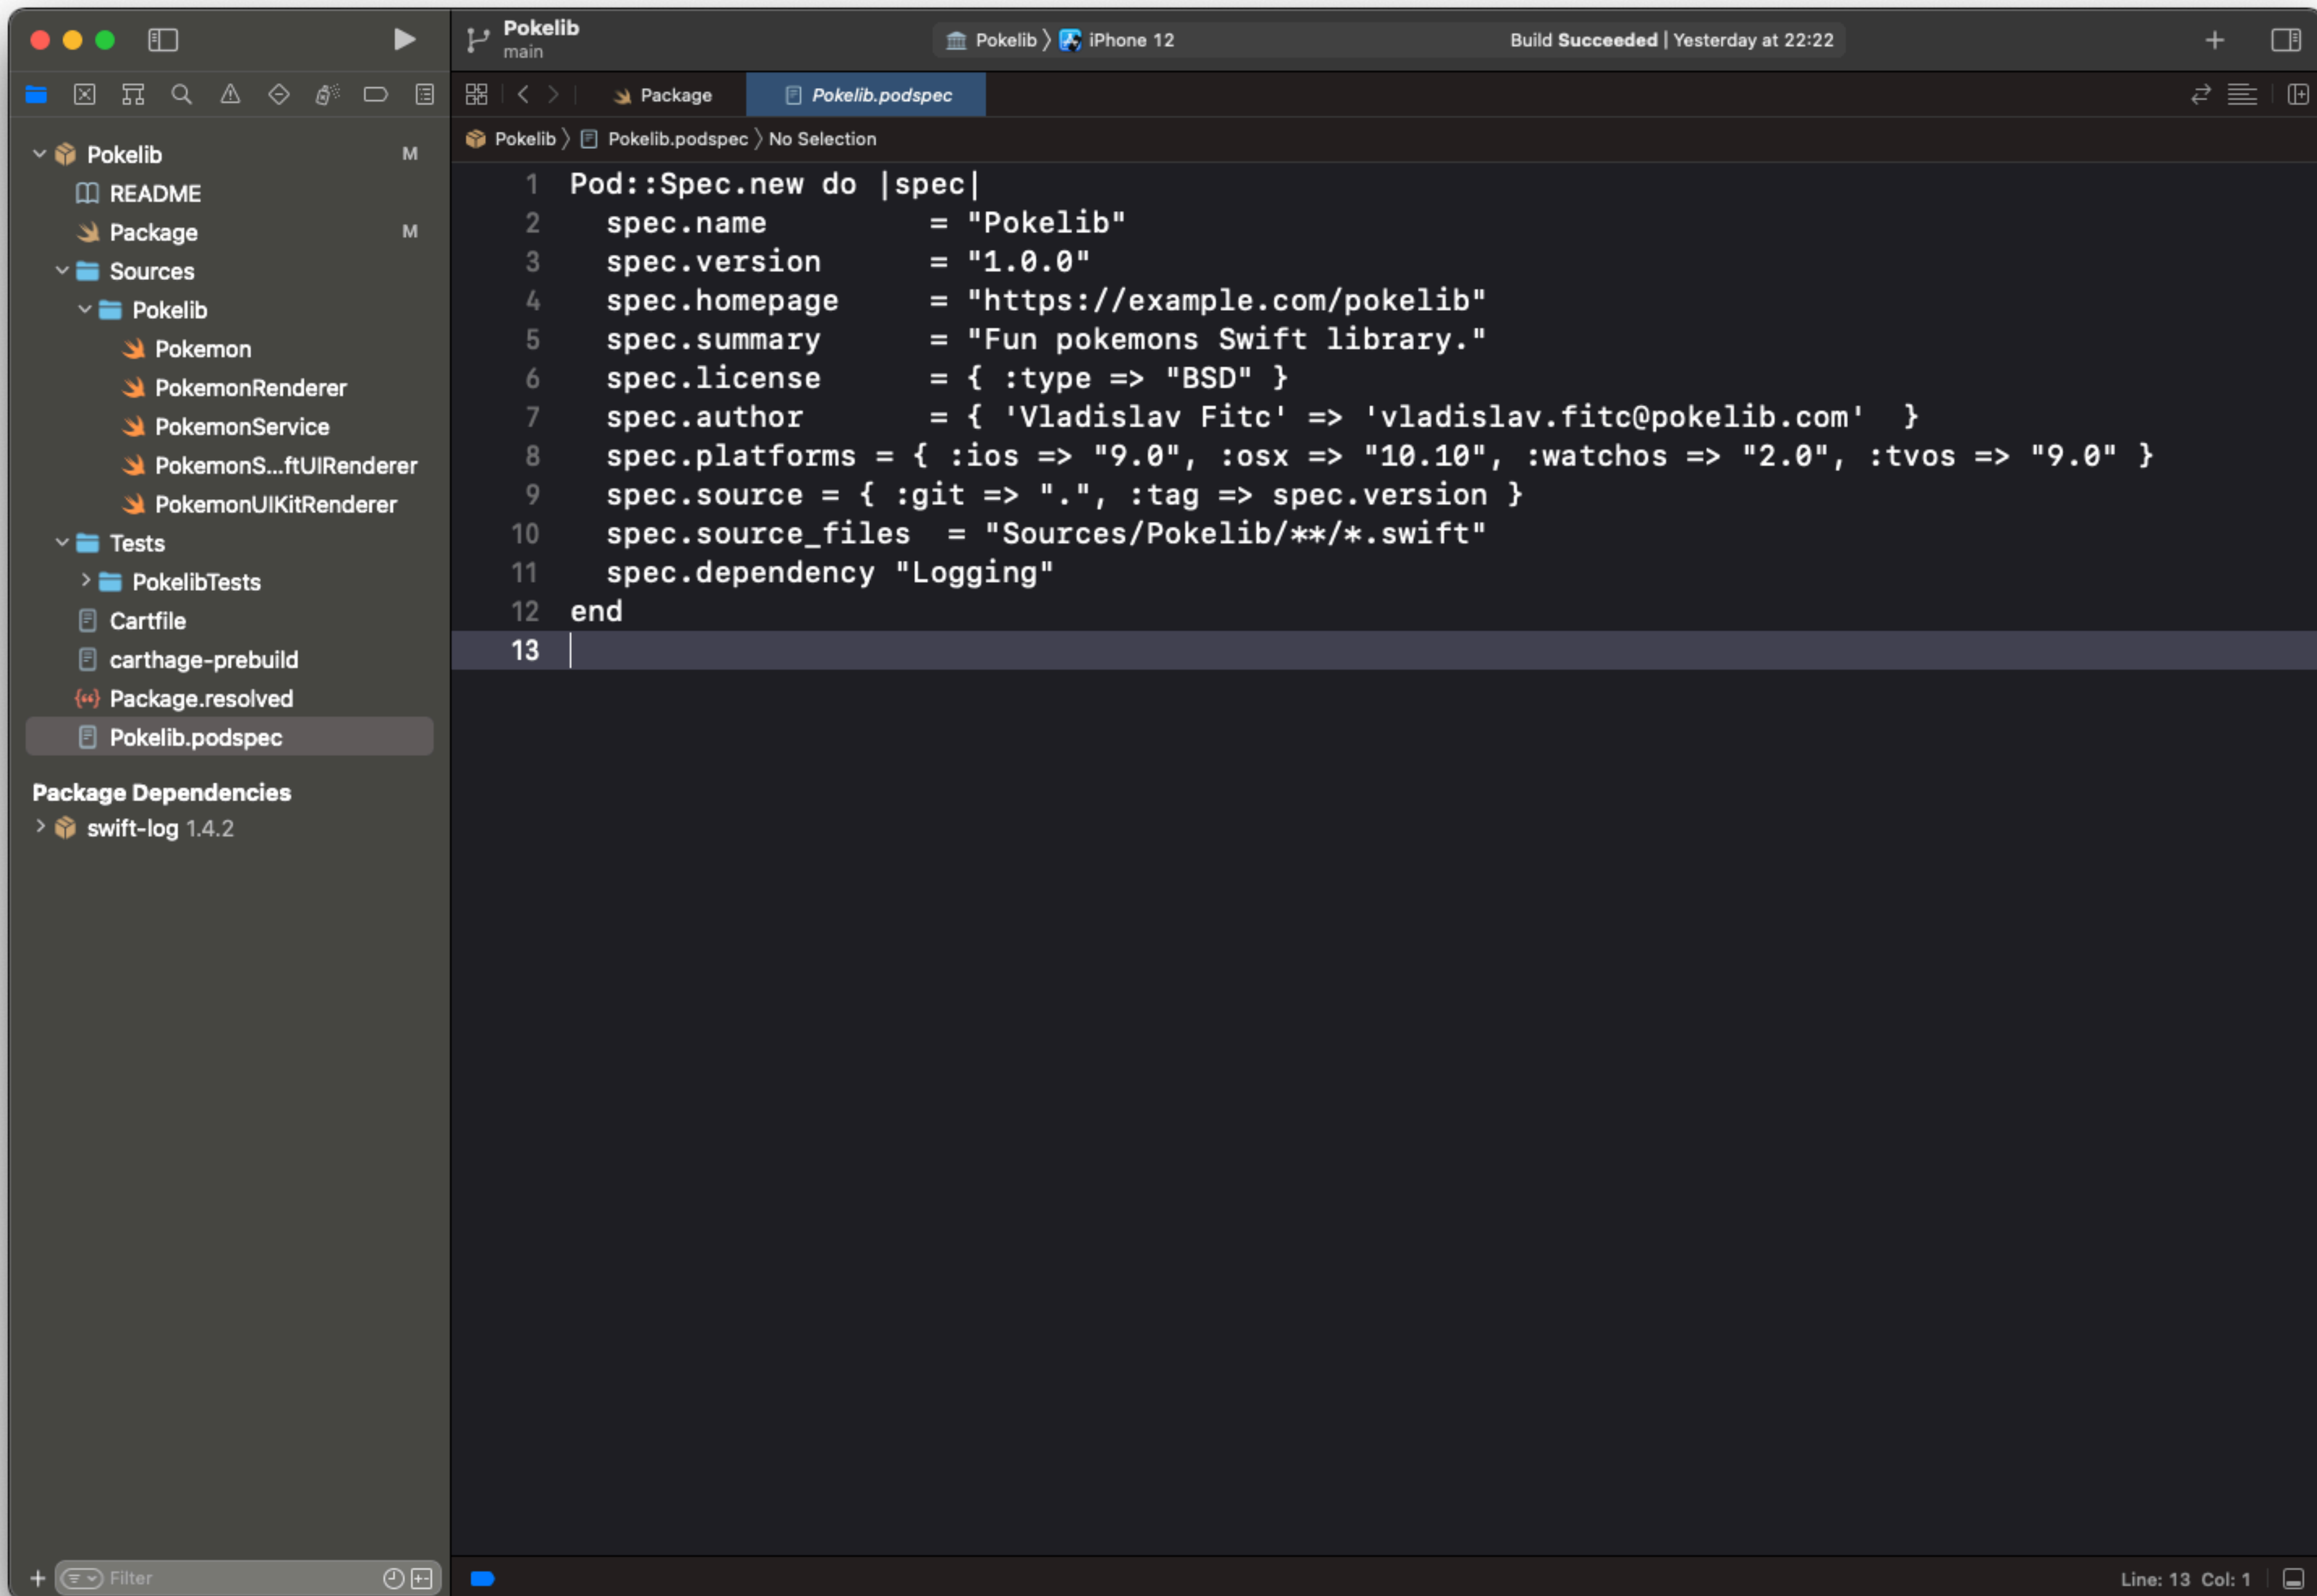 Pokelib
main
Pokelib 〉 iPhone 12
Build Succeeded | Yesterday at 22:22
Package
Pokelib.podspec
Pokelib 〉 Pokelib.podspec 〉 No Selection
Pokelib M
README
Package M
Sources
Pokelib
Pokemon
PokemonRenderer
PokemonService
PokemonS...ftUIRenderer
PokemonUIKitRenderer
Tests
PokelibTests
Cartfile
carthage-prebuild
Package.resolved
Pokelib.podspec
Package Dependencies
swift-log 1.4.2
Filter
1 Pod::Spec.new do |spec|
2   spec.name         = "Pokelib"
3   spec.version      = "1.0.0"
4   spec.homepage     = "https://example.com/pokelib"
5   spec.summary      = "Fun pokemons Swift library."
6   spec.license      = { :type => "BSD" }
7   spec.author       = { 'Vladislav Fitc' => 'vladislav.fitc@pokelib.com'  }
8   spec.platforms = { :ios => "9.0", :osx => "10.10", :watchos => "2.0", :tvos => "9.0" }
9   spec.source = { :git => ".", :tag => spec.version }
10   spec.source_files  = "Sources/Pokelib/**/*.swift"
11   spec.dependency "Logging"
12 end
13
Line: 13 Col: 1